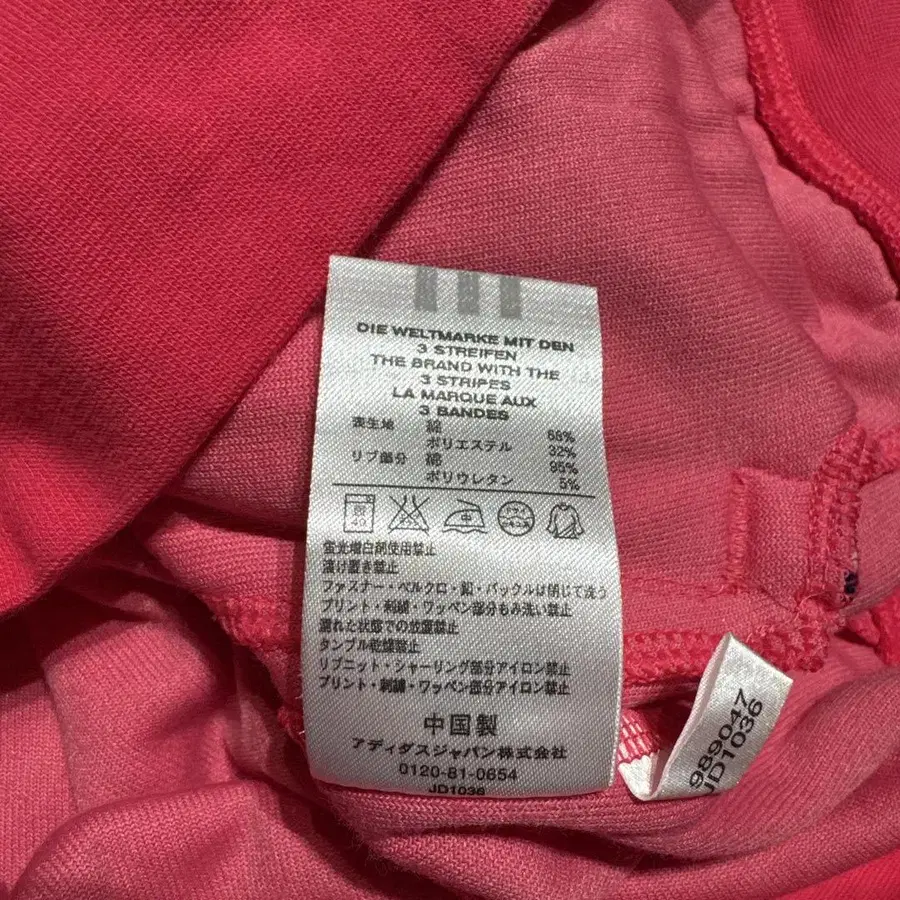 DIE WELTMARKE MIT DEN
3 STREIFEN
THE BRAND WITH THE
3 STRIPES
LA MARQUE AUX
3 BANDES
表生地 綿 68%
ポリエステル 32%
リブ部分 綿 95%
ポリウレタン 5%
40
蛍光増白剤使用禁止
漬け置き禁止
ファスナー・ベルクロ・釦・バックルは閉じて洗う
プリント・刺繍・ワッペン部分もみ洗い禁止
濡れた状態での放置禁止
タンブル乾燥禁止
リブニット・シャーリング部分アイロン禁止
プリント・刺繍・ワッペン部分アイロン禁止
中国製
アディダスジャパン株式会社
0120-81-0654
JD1036
989047
JD1036